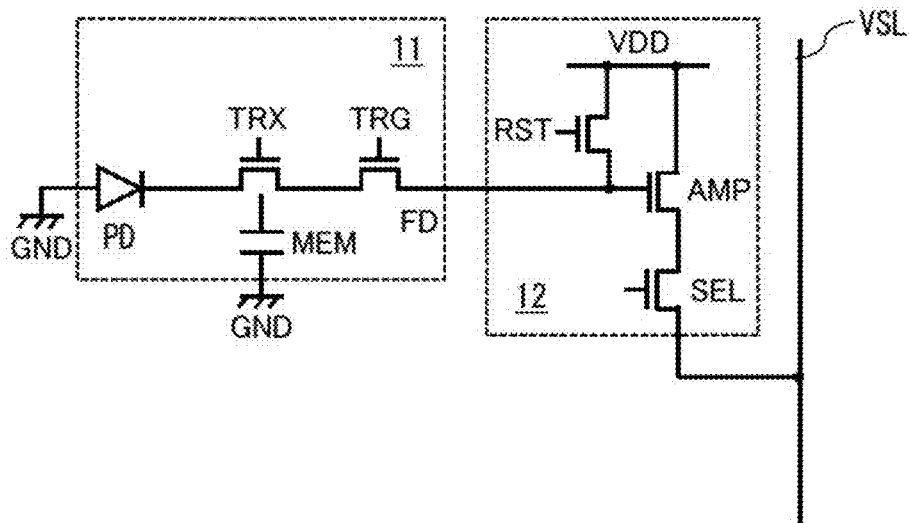 VSL
11
VDD
TRX
TRG
RST
AMP
GND
PD
MEM
FD
12
SEL
GND